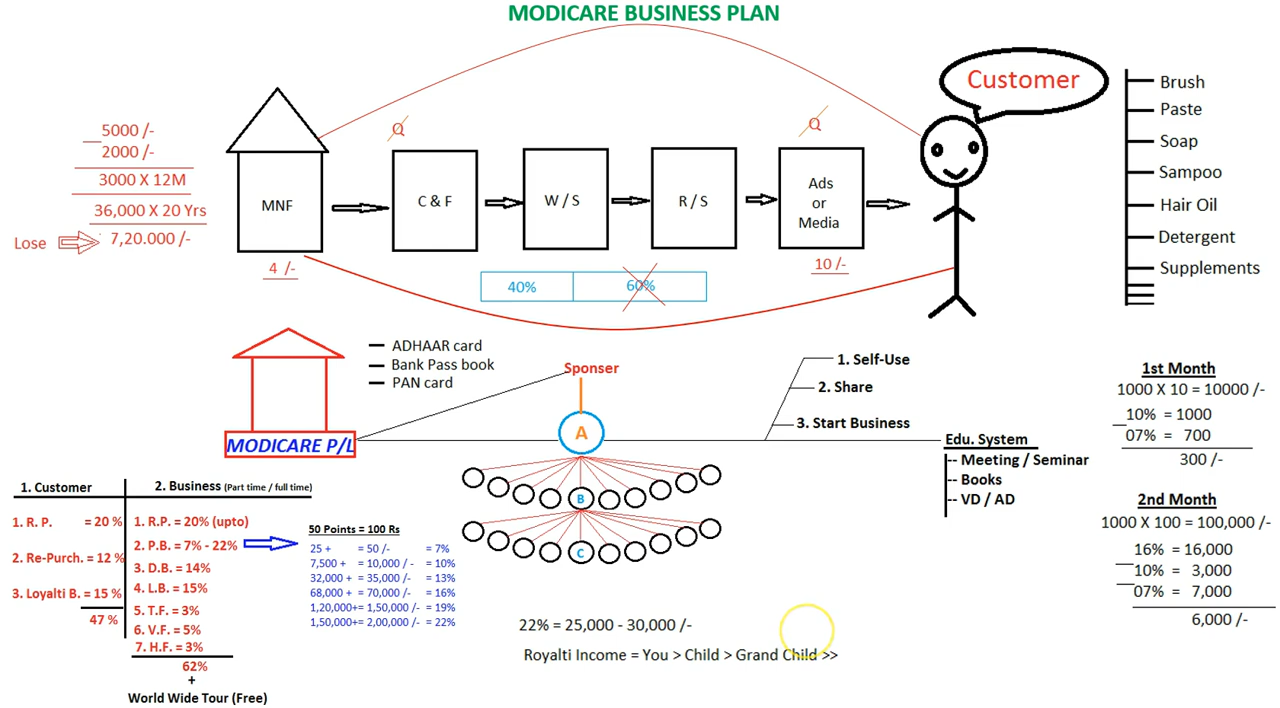 MODICARE BUSINESS PLAN
5000 /-
2000 /-
3000 X 12M
36,000 X 20 Yrs
Lose
7,20.000 /-
MNF
4 /-
Q
C & F
W / S
R / S
Q
Ads
or
Media
10 /-
40%
60%
Customer
Brush
Paste
Soap
Sampoo
Hair Oil
Detergent
Supplements
MODICARE P/L
ADHAAR card
Bank Pass book
PAN card
Sponser
A
B
C
1. Self-Use
2. Share
3. Start Business
Edu. System
-- Meeting / Seminar
-- Books
-- VD / AD
1st Month
1000 X 10 = 10000 /-
10% = 1000
07% = 700
300 /-
2nd Month
1000 X 100 = 100,000 /-
16% = 16,000
10% = 3,000
07% = 7,000
6,000 /-
1. Customer
1. R. P. = 20 %
2. Re-Purch. = 12 %
3. Loyalti B. = 15 %
47 %
2. Business (Part time / full time)
1. R.P. = 20% (upto)
2. P.B. = 7% - 22%
3. D.B. = 14%
4. L.B. = 15%
5. T.F. = 3%
6. V.F. = 5%
7. H.F. = 3%
62%
+
World Wide Tour (Free)
50 Points = 100 Rs
25 + = 50 /- = 7%
7,500 + = 10,000 / - = 10%
32,000 + = 35,000 /- = 13%
68,000 + = 70,000 /- = 16%
1,20,000+ = 1,50,000 /- = 19%
1,50,000+= 2,00,000 /- = 22%
22% = 25,000 - 30,000 /-
Royalti Income = You > Child > Grand Child >>